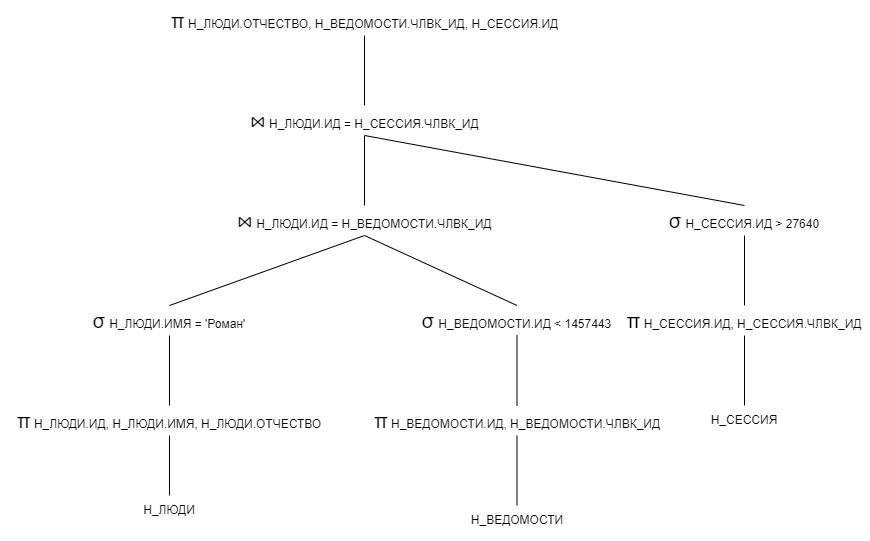 π Н_ЛЮДИ.ОТЧЕСТВО, Н_ВЕДОМОСТИ.ЧЛВК_ИД, Н_СЕССИЯ.ИД
⋈ Н_ЛЮДИ.ИД = Н_СЕССИЯ.ЧЛВК_ИД
⋈ Н_ЛЮДИ.ИД = Н_ВЕДОМОСТИ.ЧЛВК_ИД
σ Н_СЕССИЯ.ИД > 27640
σ Н_ЛЮДИ.ИМЯ = 'Роман'
σ Н_ВЕДОМОСТИ.ИД < 1457443
π Н_СЕССИЯ.ИД, Н_СЕССИЯ.ЧЛВК_ИД
π Н_ЛЮДИ.ИД, Н_ЛЮДИ.ИМЯ, Н_ЛЮДИ.ОТЧЕСТВО
π Н_ВЕДОМОСТИ.ИД, Н_ВЕДОМОСТИ.ЧЛВК_ИД
Н_СЕССИЯ
Н_ЛЮДИ
Н_ВЕДОМОСТИ